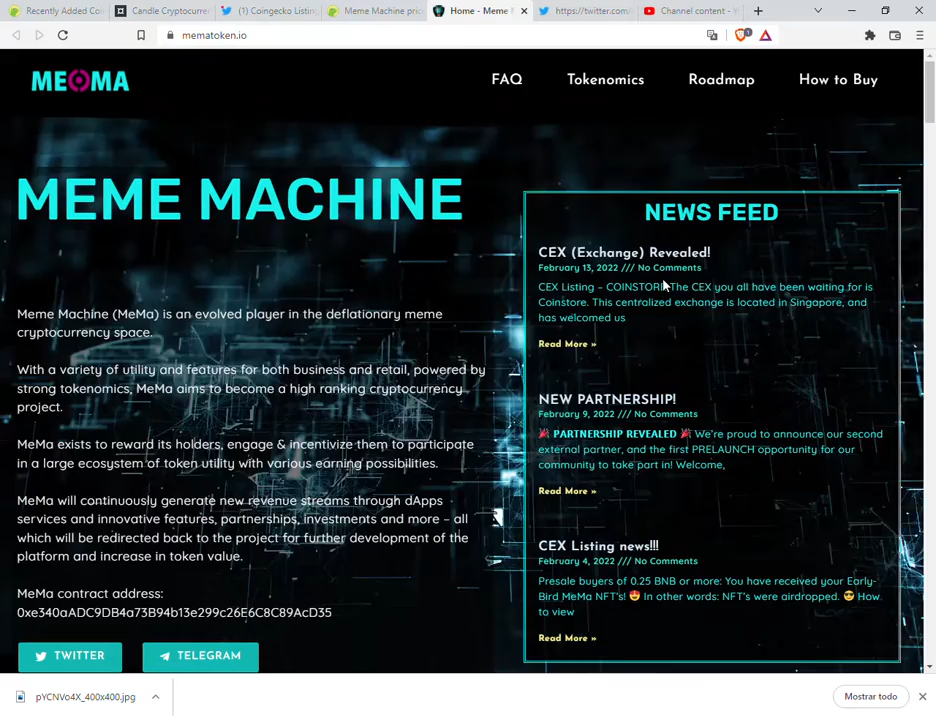 Recently Added Co
Candle Cryptocurre
(1) Coingecko Listin
Meme Machine pric
Home - Meme
https://twitter.com/
Channel content - Y
mematoken.io
MEMA
FAQ
Tokenomics
Roadmap
How to Buy
MEME MACHINE
Meme Machine (MeMa) is an evolved player in the deflationary meme
cryptocurrency space.
With a variety of utility and features for both business and retail, powered by
strong tokenomics, MeMa aims to become a high ranking cryptocurrency
project.
MeMa exists to reward its holders, engage & incentivize them to participate
in a large ecosystem of token utility with various earning possibilities.
MeMa will continuously generate new revenue streams through dApps
services and innovative features, partnerships, investments and more – all
which will be redirected back to the project for further development of the
platform and increase in token value.
MeMa contract address:
0xe340aADC9DB4a73B94b13e299c26E6C8C89AcD35
TWITTER
TELEGRAM
NEWS FEED
CEX (Exchange) Revealed!
February 13, 2022 /// No Comments
CEX Listing – COINSTORE The CEX you all have been waiting for is
Coinstore. This centralized exchange is located in Singapore, and
has welcomed us
Read More »
NEW PARTNERSHIP!
February 9, 2022 /// No Comments
🎉 PARTNERSHIP REVEALED 🎉 We're proud to announce our second
external partner, and the first PRELAUNCH opportunity for our
community to take part in! Welcome,
Read More »
CEX Listing news!!!
February 4, 2022 /// No Comments
Presale buyers of 0.25 BNB or more: You have received your Early-
Bird MeMa NFT's! 😍 In other words: NFT's were airdropped. 😎 How
to view
Read More »
pYCNVo4X_400x400.jpg
Mostrar todo